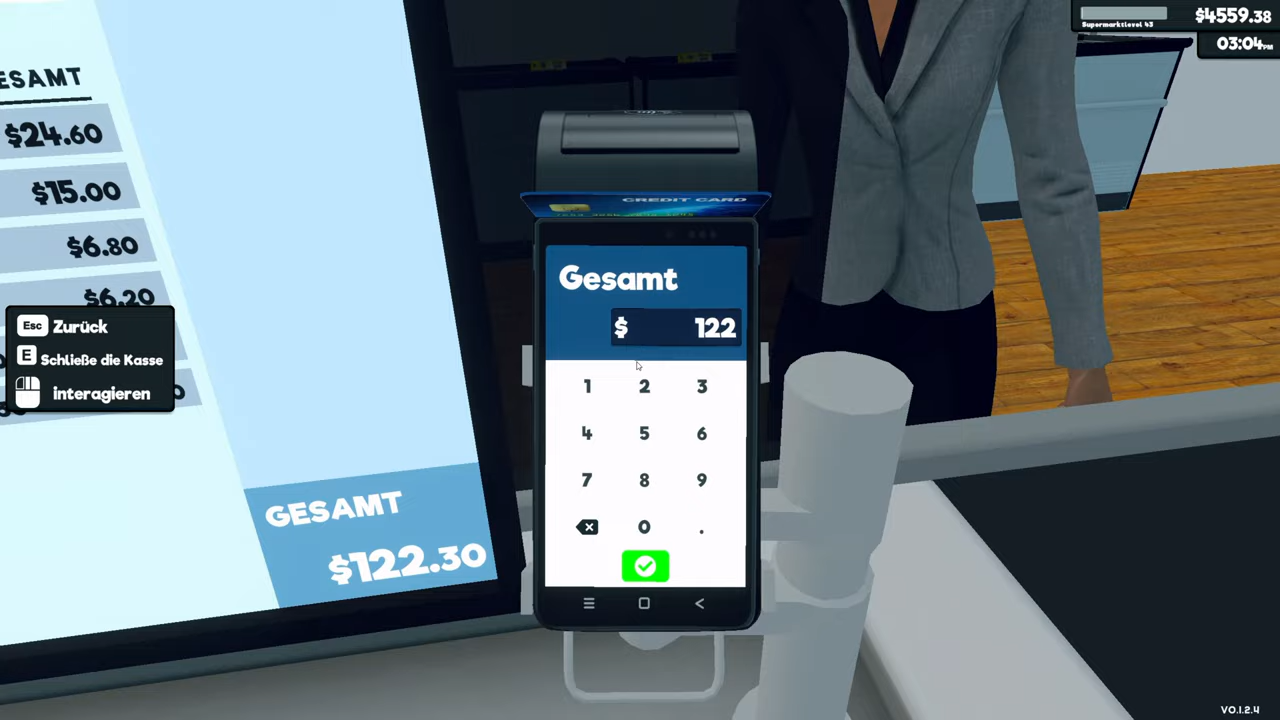 $4559.38
Supermarktlevel 43
03:04PM
ESAMT
$24.60
$15.00
$6.80
$6.20
Esc Zurück
E Schließe die Kasse
interagieren
GESAMT
$122.30
CREDIT CARD
Gesamt
$ 122
1 2 3
4 5 6
7 8 9
0 .
V0.1.2.4